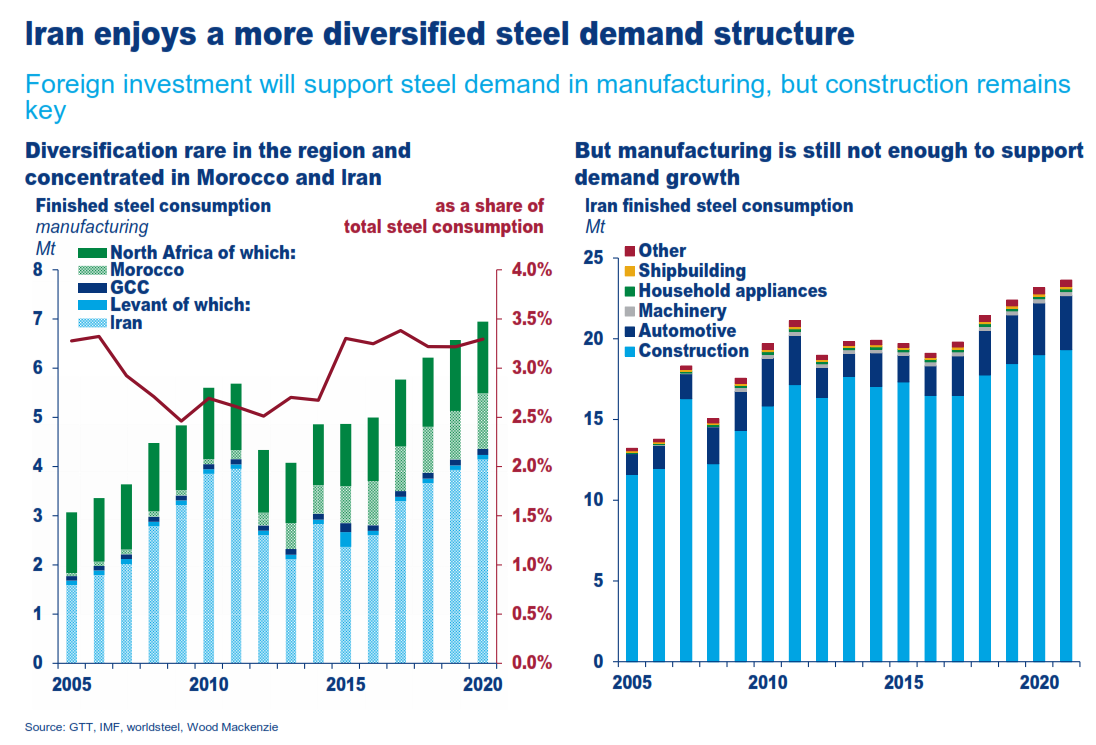 Iran enjoys a more diversified steel demand structure
Foreign investment will support steel demand in manufacturing, but construction remains
key
Diversification rare in the region and
concentrated in Morocco and Iran
Finished steel consumption
manufacturing
Mt
as a share of
total steel consumption
North Africa of which:
Morocco
GCC
Levant of which:
Iran
8
7
6
5
4
3
2
1
0
4.0%
3.5%
3.0%
2.5%
2.0%
1.5%
1.0%
0.5%
0.0%
2005
2010
2015
2020
But manufacturing is still not enough to support
demand growth
Iran finished steel consumption
Mt
Other
Shipbuilding
Household appliances
Machinery
Automotive
Construction
25
20
15
10
5
0
2005
2010
2015
2020
Source: GTT, IMF, worldsteel, Wood Mackenzie